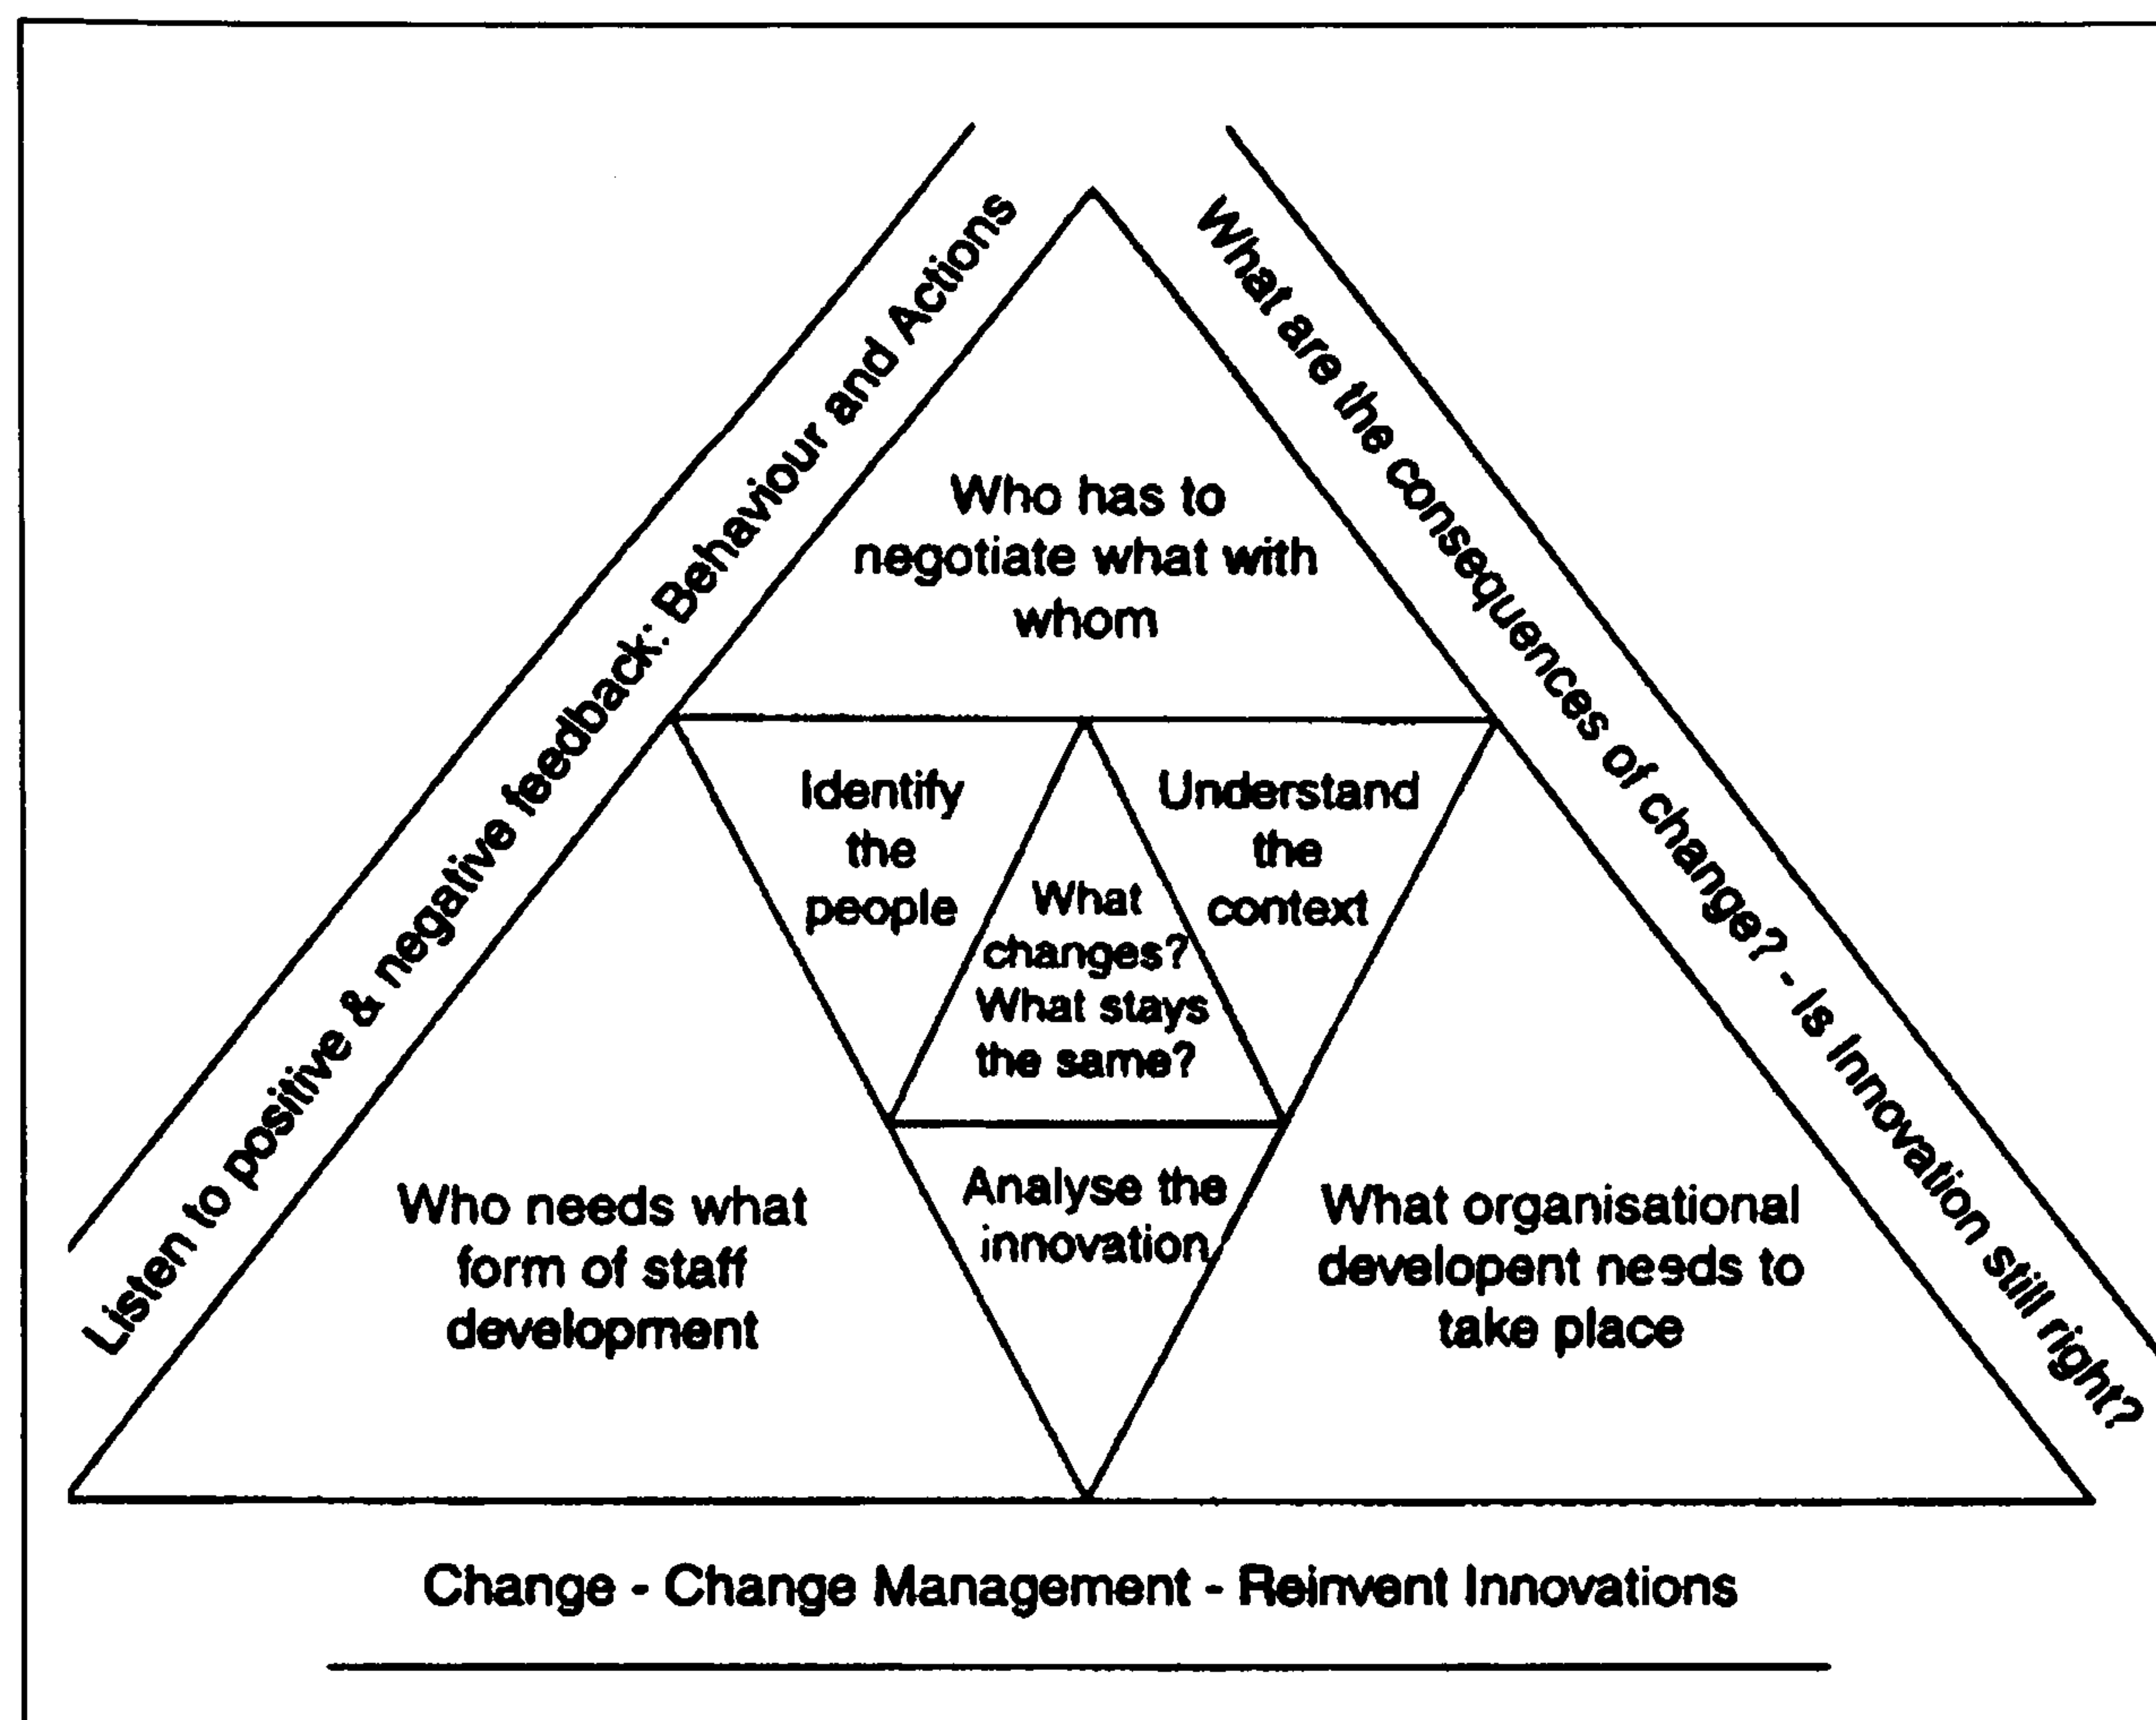 Listen to positive & negative feedback: Behaviour and Actions
What are the consequences of change? - Is Innovation still right?
Who has to
negotiate what with
whom
Identify
the
people
Understand
the
context
What
changes?
What stays
the same?
Who needs what
form of staff
development
Analyse the
innovation
What organisational
developent needs to
take place
Change - Change Management - Reinvent Innovations